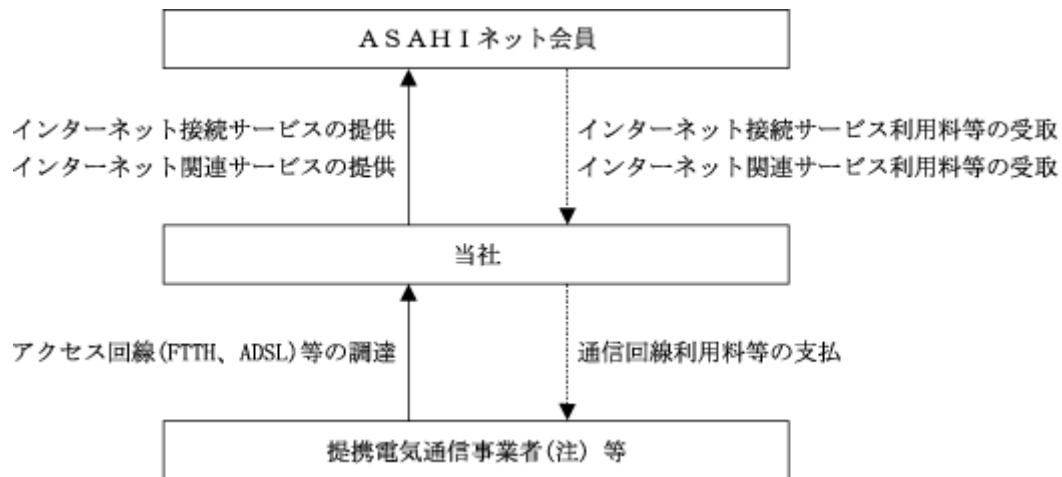 ＡＳＡＨＩネット会員
インターネット接続サービスの提供
インターネット関連サービスの提供
インターネット接続サービス利用料等の受取
インターネット関連サービス利用料等の受取
当社
アクセス回線(FTTH、ADSL)等の調達
通信回線利用料等の支払
提携電気通信事業者(注) 等